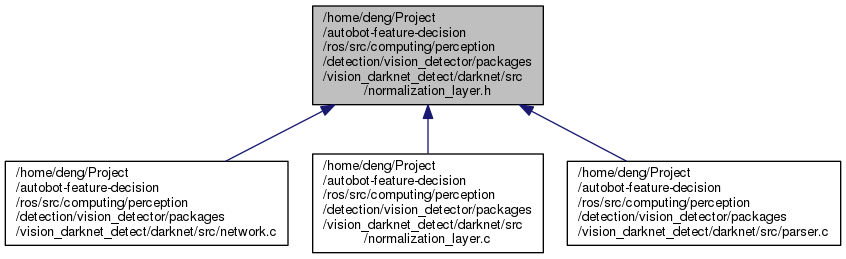 /home/deng/Project
/autobot-feature-decision
/ros/src/computing/perception
/detection/vision_detector/packages
/vision_darknet_detect/darknet/src
/normalization_layer.h
/home/deng/Project
/autobot-feature-decision
/ros/src/computing/perception
/detection/vision_detector/packages
/vision_darknet_detect/darknet/src/network.c
/home/deng/Project
/autobot-feature-decision
/ros/src/computing/perception
/detection/vision_detector/packages
/vision_darknet_detect/darknet/src
/normalization_layer.c
/home/deng/Project
/autobot-feature-decision
/ros/src/computing/perception
/detection/vision_detector/packages
/vision_darknet_detect/darknet/src/parser.c